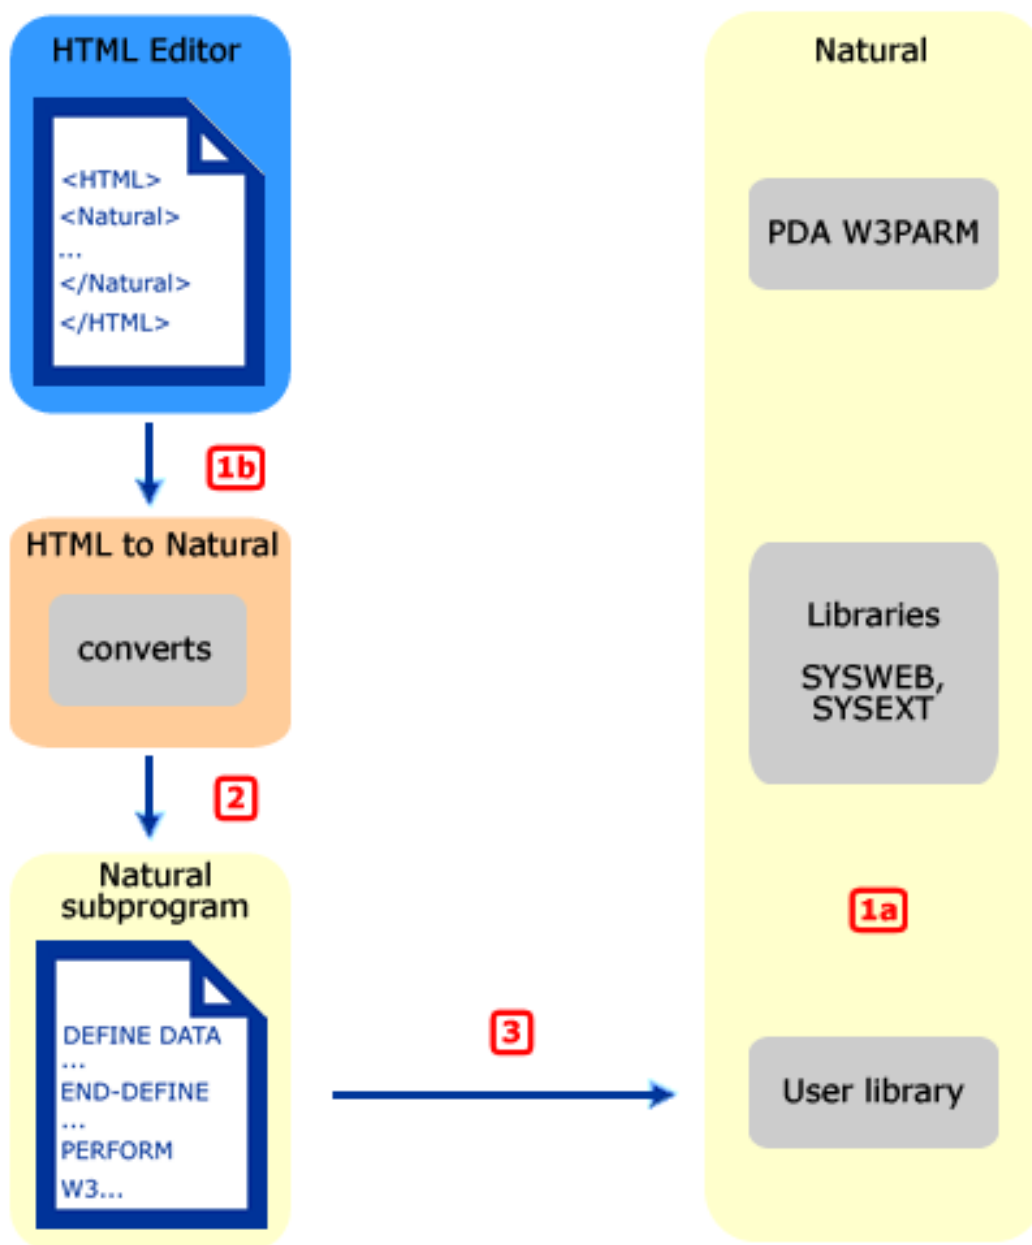 HTML Editor
<HTML>
<Natural>
...
</Natural>
</HTML>
1b
HTML to Natural
converts
2
Natural
subprogram
DEFINE DATA
...
END-DEFINE
...
PERFORM
W3...
3
Natural
PDA W3PARM
Libraries
SYSWEB,
SYSEXT
1a
User library